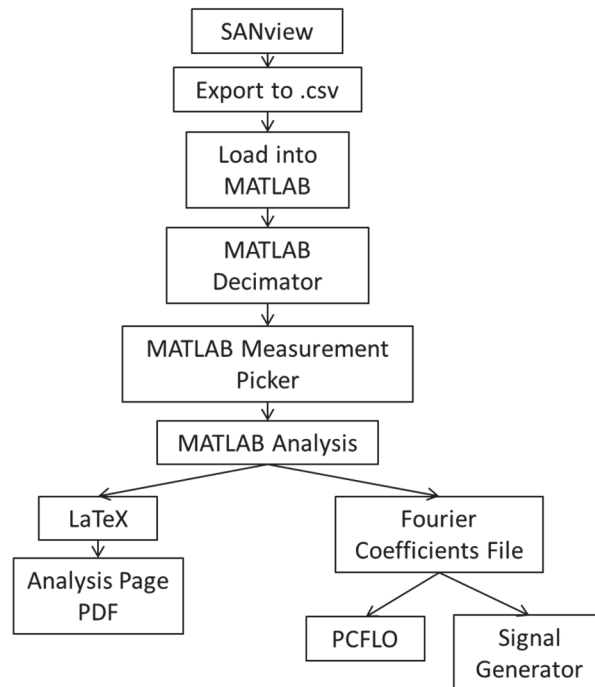 SANview
Export to .csv
Load into
MATLAB
MATLAB
Decimator
MATLAB Measurement
Picker
MATLAB Analysis
LaTeX
Analysis Page
PDF
Fourier
Coefficients File
PCFLO
Signal
Generator